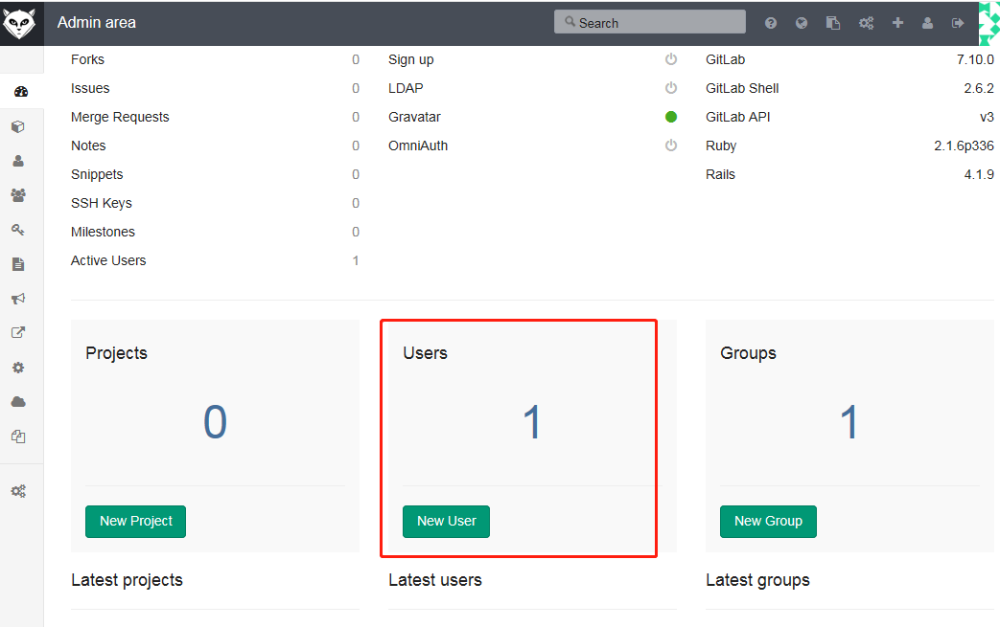 Admin area
Search
Forks 0
Sign up
GitLab 7.10.0
Issues 0
LDAP
GitLab Shell 2.6.2
Merge Requests 0
Gravatar
GitLab API v3
Notes 0
OmniAuth
Ruby 2.1.6p336
Snippets 0
Rails 4.1.9
SSH Keys 0
Milestones 0
Active Users 1
Projects
0
New Project
Users
1
New User
Groups
1
New Group
Latest projects
Latest users
Latest groups